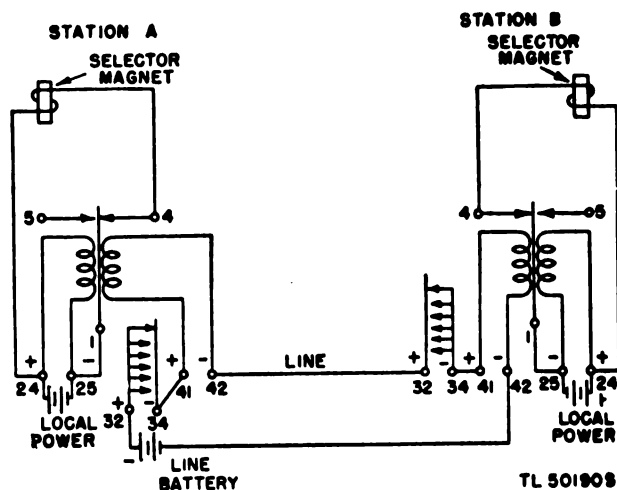 STATION A
SELECTOR
MAGNET
STATION B
SELECTOR
MAGNET
5 4
4 5
1
1
+ -
24 25
LOCAL
POWER
+ -
32 34
+ -
41 42
-
LINE
BATTERY
LINE
+ - + -
32 34 41 42
- +
25 24
LOCAL
POWER
TL 50190S